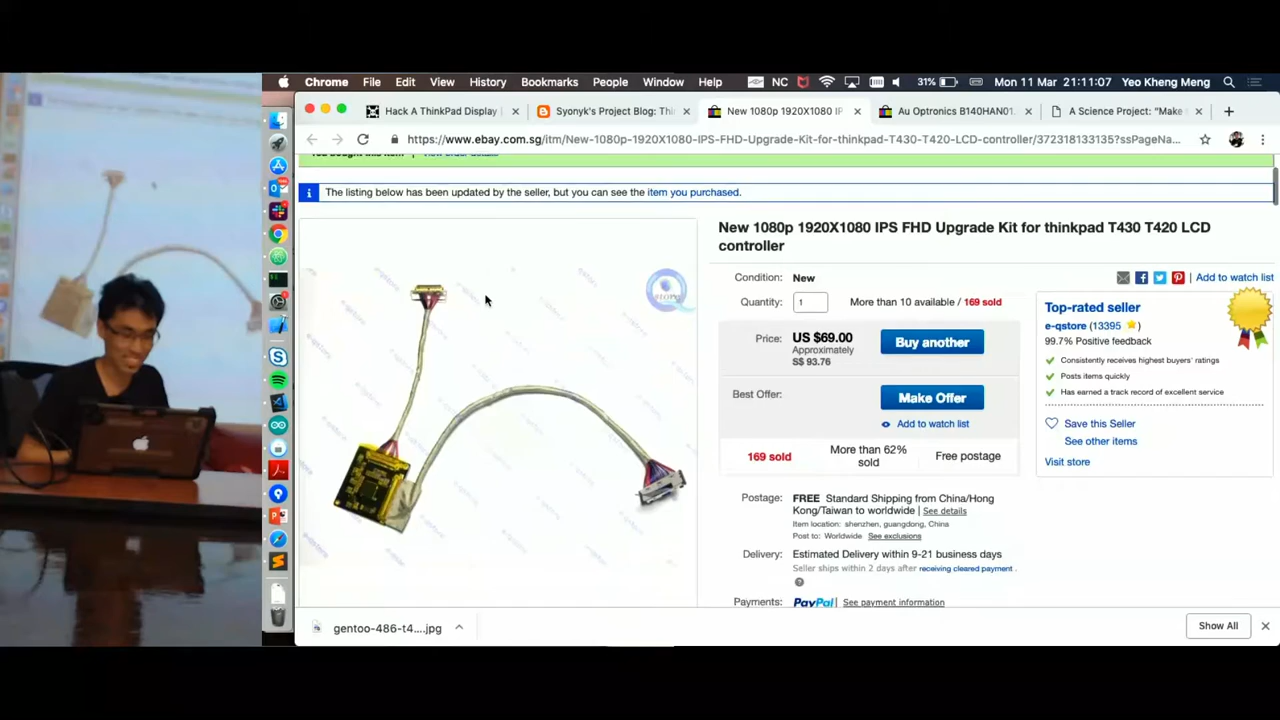 Chrome File Edit View History Bookmarks People Window Help NC 31% Mon 11 Mar 21:11:07 Yeo Kheng Meng
Hack A ThinkPad Display
Syonyk's Project Blog: Thi
New 1080p 1920X1080 IP
Au Optronics B140HAN01.
A Science Project: "Make
https://www.ebay.com.sg/itm/New-1080p-1920X1080-IPS-FHD-Upgrade-Kit-for-thinkpad-T430-T420-LCD-controller/372318133135?ssPageNa...
The listing below has been updated by the seller, but you can see the item you purchased.
New 1080p 1920X1080 IPS FHD Upgrade Kit for thinkpad T430 T420 LCD
controller
Condition: New
Add to watch list
Quantity: 1 More than 10 available / 169 sold
Price: US $69.00
Approximately
S$ 93.76
Buy another
Best Offer:
Make Offer
Add to watch list
169 sold
More than 62%
sold
Free postage
Postage: FREE Standard Shipping from China/Hong
Kong/Taiwan to worldwide | See details
Item location: shenzhen, guangdong, China
Post to: Worldwide See exclusions
Delivery: Estimated Delivery within 9-21 business days
Seller ships within 2 days after receiving cleared payment .
Payments: PayPal See payment information
Top-rated seller
e-qstore (13395 )
99.7% Positive feedback
Consistently receives highest buyers' ratings
Posts items quickly
Has earned a track record of excellent service
Save this Seller
See other items
Visit store
gentoo-486-t4....jpg
Show All